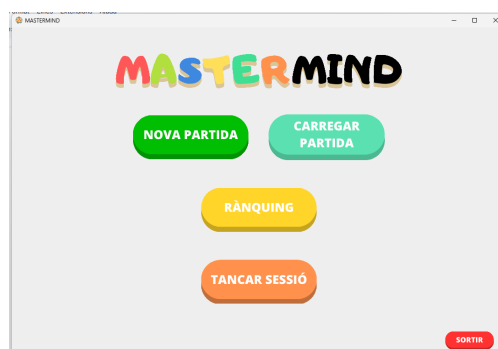 MASTERMIND
MASTERMIND
NOVA PARTIDA
CARREGAR
PARTIDA
RÀNQUING
TANCAR SESSIÓ
SORTIR